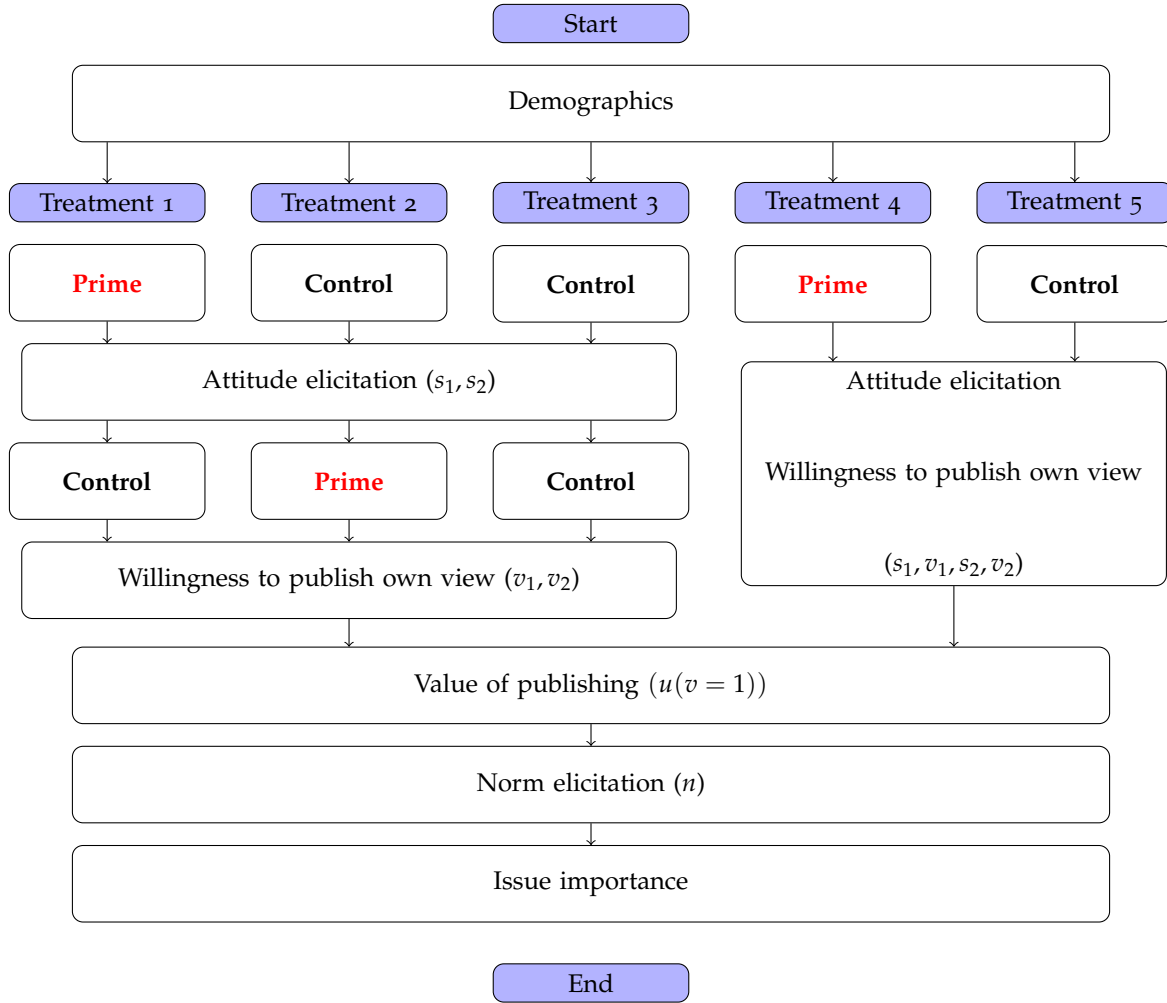 Start
Demographics
Treatment 1
Treatment 2
Treatment 3
Treatment 4
Treatment 5
Prime
Control
Control
Prime
Control
Attitude elicitation (s₁, s₂)
Attitude elicitation
Willingness to publish own view
(s₁, v₁, s₂, v₂)
Control
Prime
Control
Willingness to publish own view (v₁, v₂)
Value of publishing (u(v = 1))
Norm elicitation (n)
Issue importance
End